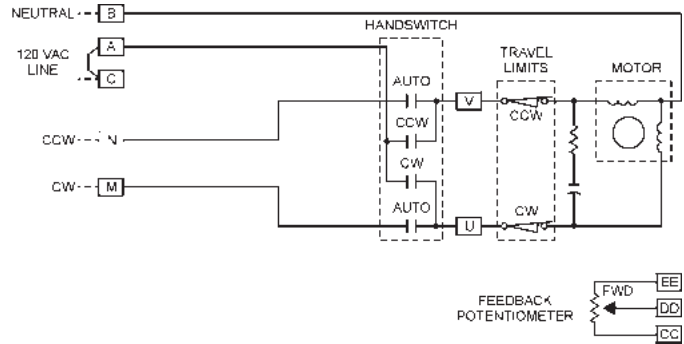 NEUTRAL
B
HANDSWITCH
A
120 VAC
LINE
C
TRAVEL
LIMITS
MOTOR
AUTO
V
CCW
CCW
CCW
N
CW
CW
M
AUTO
CW
U
FEEDBACK
POTENTIOMETER
FWD
EE
DD
CC